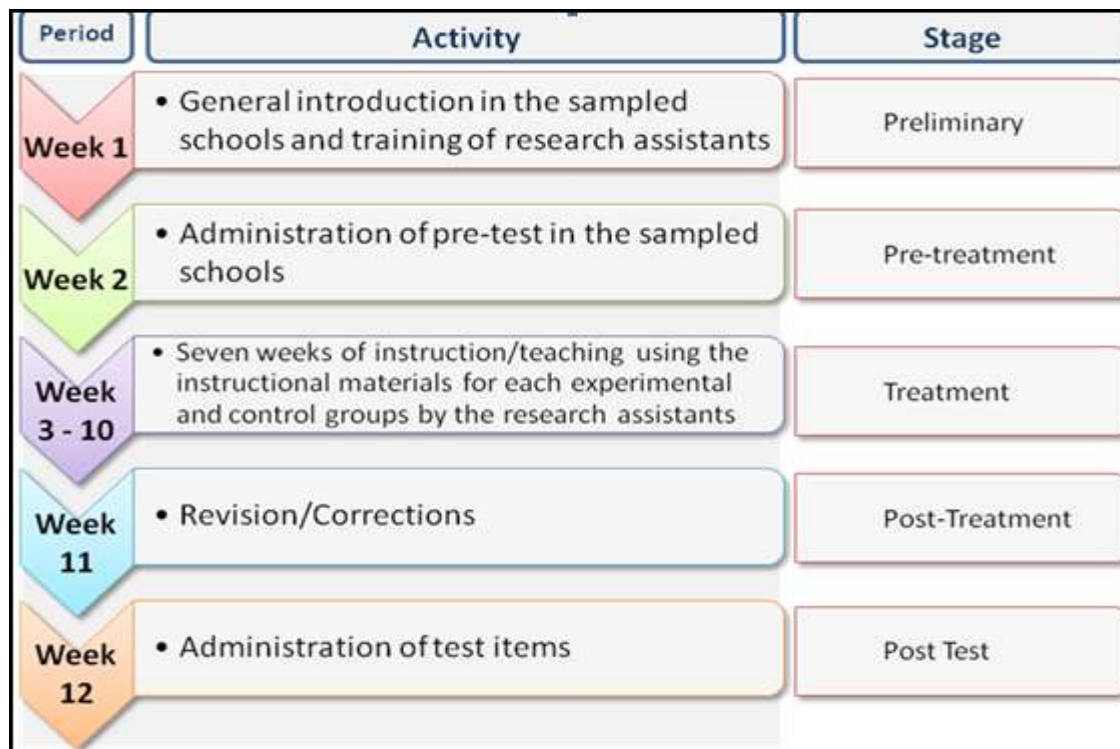 Period Activity Stage
Week 1
• General introduction in the sampled
schools and training of research assistants
Preliminary
Week 2
• Administration of pre-test in the sampled
schools
Pre-treatment
Week
3 - 10
• Seven weeks of instruction/teaching using the
instructional materials for each experimental
and control groups by the research assistants
Treatment
Week
11
• Revision/Corrections
Post-Treatment
Week
12
• Administration of test items
Post Test